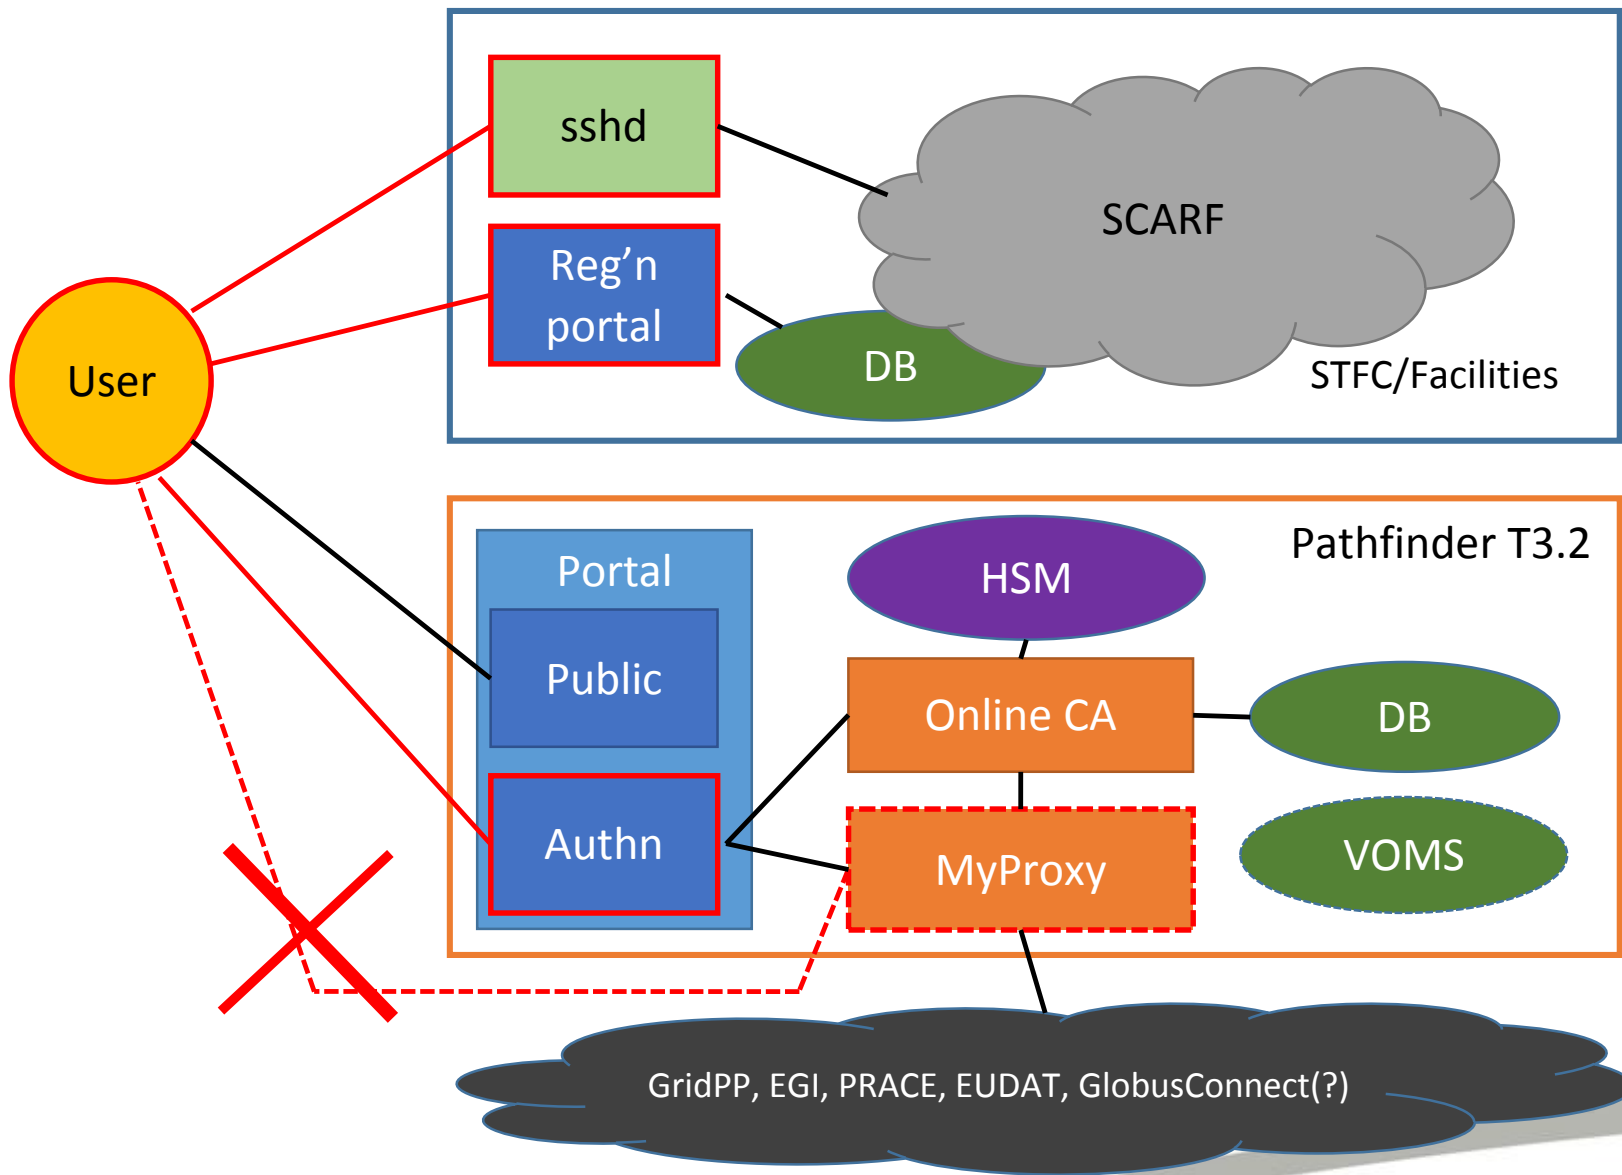 sshd
SCARF
Reg’n
portal
User
DB
STFC/Facilities
Pathfinder T3.2
Portal
HSM
Public
Online CA
DB
Authn
MyProxy
VOMS
GridPP, EGI, PRACE, EUDAT, GlobusConnect(?)